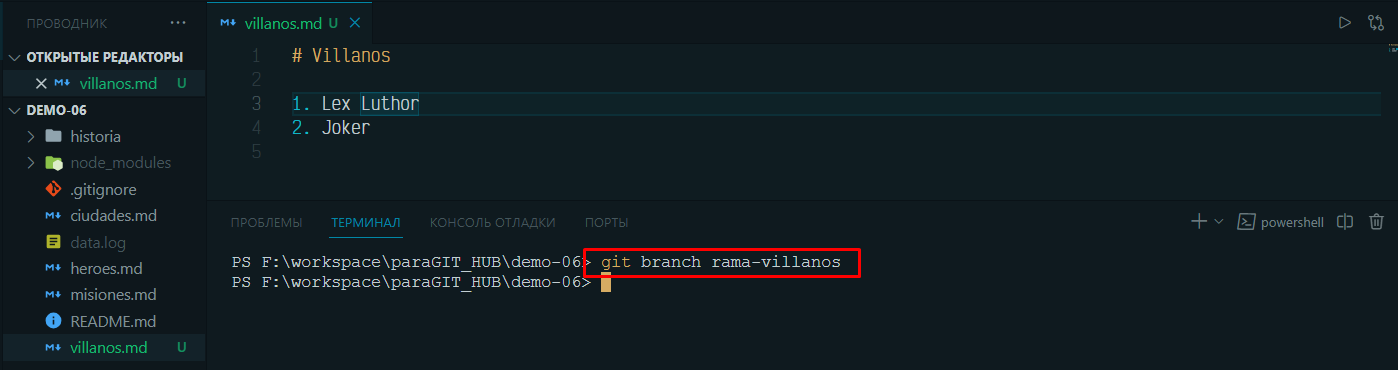 ПРОВОДНИК ···
ОТКРЫТЫЕ РЕДАКТОРЫ
villanos.md U
DEMO-06
historia
node_modules
.gitignore
ciudades.md
data.log
heroes.md
misiones.md
README.md
villanos.md U
villanos.md U
1 # Villanos
2
3 1. Lex Luthor
4 2. Joker
5
ПРОБЛЕМЫ ТЕРМИНАЛ КОНСОЛЬ ОТЛАДКИ ПОРТЫ powershell
PS F:\workspace\paraGIT_HUB\demo-06> git branch rama-villanos
PS F:\workspace\paraGIT_HUB\demo-06>